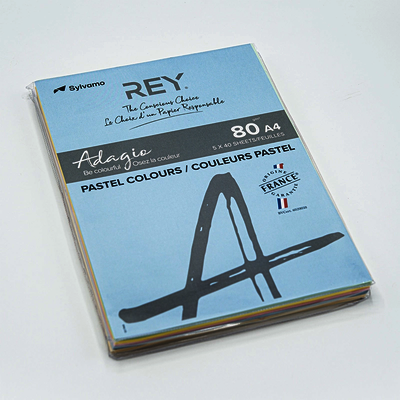 Sylvamo
REY
The Conscious Choice
Le Choix d'un Papier Responsable
Adagio
Be colourful / Osez la couleur
80 A4
5 X 40 SHEETS/FEUILLES
PASTEL COLOURS / COULEURS PASTEL
ORIGINE
FRANCE
GARANTIE